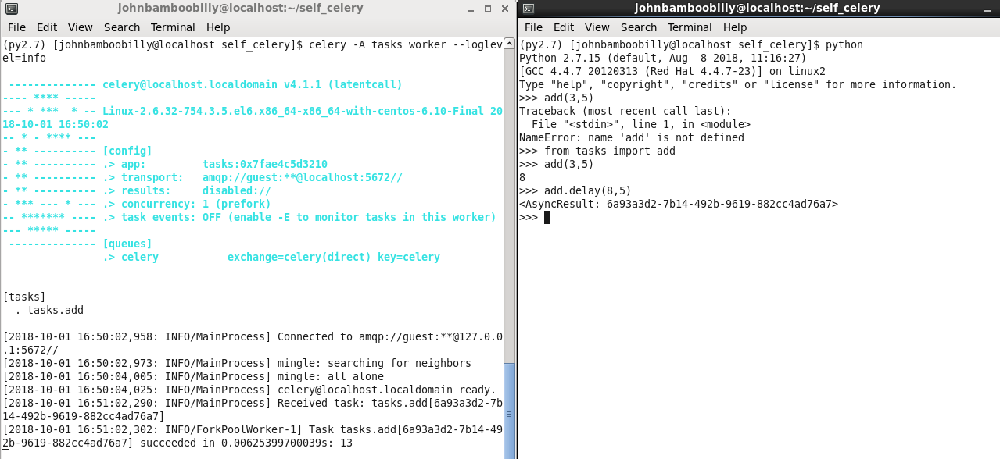 johnbamboobilly@localhost:~/self_celery
File Edit View Search Terminal Help
(py2.7) [johnbamboobilly@localhost self_celery]$ celery -A tasks worker --loglev
el=info
 -------------- celery@localhost.localdomain v4.1.1 (latentcall)
---- **** -----
--- * ***  * -- Linux-2.6.32-754.3.5.el6.x86_64-x86_64-with-centos-6.10-Final 20
18-10-01 16:50:02
-- * - **** ---
- ** ---------- [config]
- ** ---------- .> app:         tasks:0x7fae4c5d3210
- ** ---------- .> transport:   amqp://guest:**@localhost:5672//
- ** ---------- .> results:     disabled://
- *** --- * --- .> concurrency: 1 (prefork)
-- ******* ---- .> task events: OFF (enable -E to monitor tasks in this worker)
--- ***** -----
 -------------- [queues]
                .> celery           exchange=celery(direct) key=celery
[tasks]
  . tasks.add
[2018-10-01 16:50:02,958: INFO/MainProcess] Connected to amqp://guest:**@127.0.0
.1:5672//
[2018-10-01 16:50:02,973: INFO/MainProcess] mingle: searching for neighbors
[2018-10-01 16:50:04,005: INFO/MainProcess] mingle: all alone
[2018-10-01 16:50:04,025: INFO/MainProcess] celery@localhost.localdomain ready.
[2018-10-01 16:51:02,290: INFO/MainProcess] Received task: tasks.add[6a93a3d2-7b
14-492b-9619-882cc4ad76a7]
[2018-10-01 16:51:02,302: INFO/ForkPoolWorker-1] Task tasks.add[6a93a3d2-7b14-49
2b-9619-882cc4ad76a7] succeeded in 0.00625399700039s: 13
johnbamboobilly@localhost:~/self_celery
File Edit View Search Terminal Help
(py2.7) [johnbamboobilly@localhost self_celery]$ python
Python 2.7.15 (default, Aug  8 2018, 11:16:27)
[GCC 4.4.7 20120313 (Red Hat 4.4.7-23)] on linux2
Type "help", "copyright", "credits" or "license" for more information.
>>> add(3,5)
Traceback (most recent call last):
  File "<stdin>", line 1, in <module>
NameError: name 'add' is not defined
>>> from tasks import add
>>> add(3,5)
8
>>> add.delay(8,5)
<AsyncResult: 6a93a3d2-7b14-492b-9619-882cc4ad76a7>
>>>